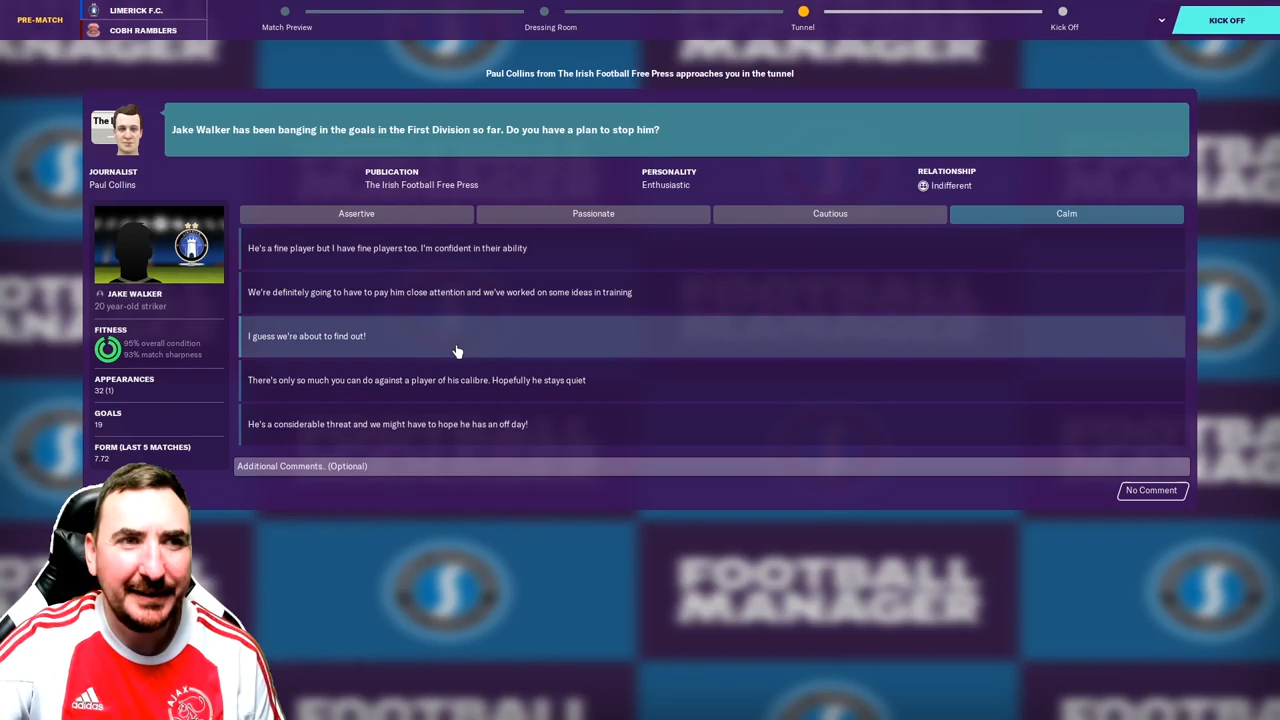 PRE-MATCH
LIMERICK F.C.
COBH RAMBLERS
Match Preview
Dressing Room
Tunnel
Kick Off
KICK OFF
Paul Collins from The Irish Football Free Press approaches you in the tunnel
Jake Walker has been banging in the goals in the First Division so far. Do you have a plan to stop him?
JOURNALIST
Paul Collins
PUBLICATION
The Irish Football Free Press
PERSONALITY
Enthusiastic
RELATIONSHIP
Indifferent
Assertive
Passionate
Cautious
Calm
He's a fine player but I have fine players too. I'm confident in their ability
We're definitely going to have to pay him close attention and we've worked on some ideas in training
I guess we're about to find out!
There's only so much you can do against a player of his calibre. Hopefully he stays quiet
He's a considerable threat and we might have to hope he has an off day!
JAKE WALKER
20 year-old striker
FITNESS
95% overall condition
93% match sharpness
APPEARANCES
32 (1)
GOALS
19
FORM (LAST 5 MATCHES)
7.72
Additional Comments.. (Optional)
No Comment
FOOTBALL
MANAGER
adidas
AJAX